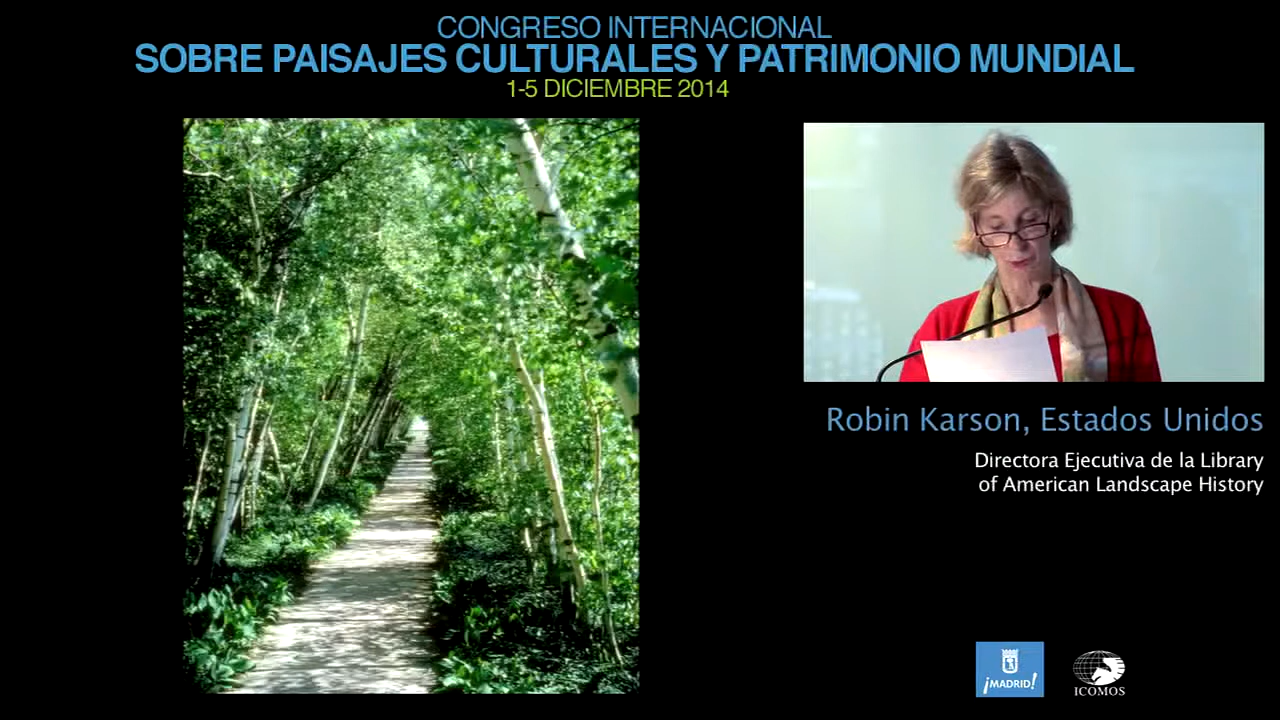 CONGRESO INTERNACIONAL
SOBRE PAISAJES CULTURALES Y PATRIMONIO MUNDIAL
1-5 DICIEMBRE 2014
Robin Karson, Estados Unidos
Directora Ejecutiva de la Library
of American Landscape History
¡MADRID!
ICOMOS